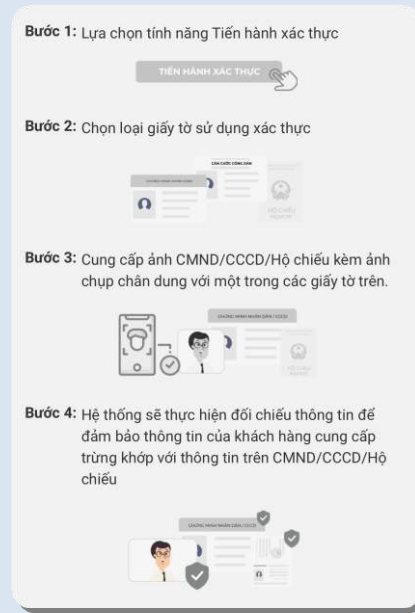 Bước 1: Lựa chọn tính năng Tiến hành xác thực
TIẾN HÀNH XÁC THỰC
Bước 2: Chọn loại giấy tờ sử dụng xác thực
CĂN CƯỚC CÔNG DÂN
CHỨNG MINH NHÂN DÂN
HỘ CHIẾU
Bước 3: Cung cấp ảnh CMND/CCCD/Hộ chiếu kèm ảnh
chụp chân dung với một trong các giấy tờ trên.
CHỨNG MINH NHÂN DÂN / CCCD
HỘ CHIẾU
Bước 4: Hệ thống sẽ thực hiện đối chiếu thông tin để
đảm bảo thông tin của khách hàng cung cấp
trừng khớp với thông tin trên CMND/CCCD/Hộ
chiếu
CHỨNG MINH NHÂN DÂN / CCCD